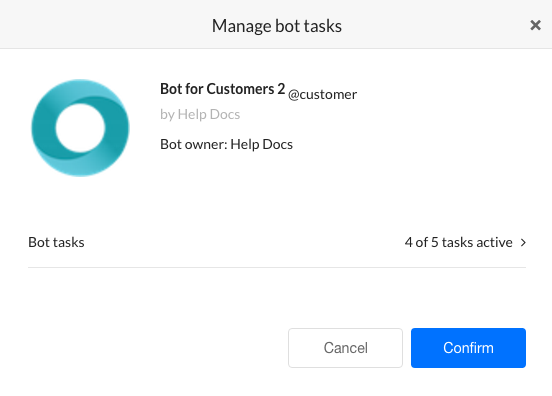 Manage bot tasks ×
Bot for Customers 2 @customer
by Help Docs
Bot owner: Help Docs
Bot tasks 4 of 5 tasks active >
Cancel Confirm